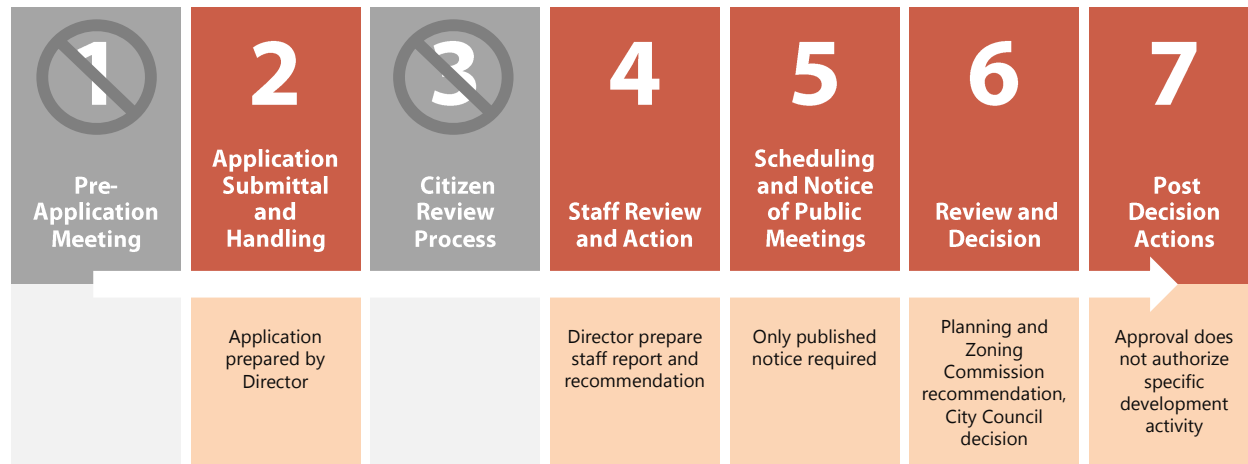 1
Pre-
Application
Meeting
2
Application
Submittal
and
Handling
Application
prepared by
Director
3
Citizen
Review
Process
4
Staff Review
and Action
Director prepare
staff report and
recommendation
5
Scheduling
and Notice
of Public
Meetings
Only published
notice required
6
Review and
Decision
Planning and
Zoning
Commission
recommendation,
City Council
decision
7
Post
Decision
Actions
Approval does
not authorize
specific
development
activity